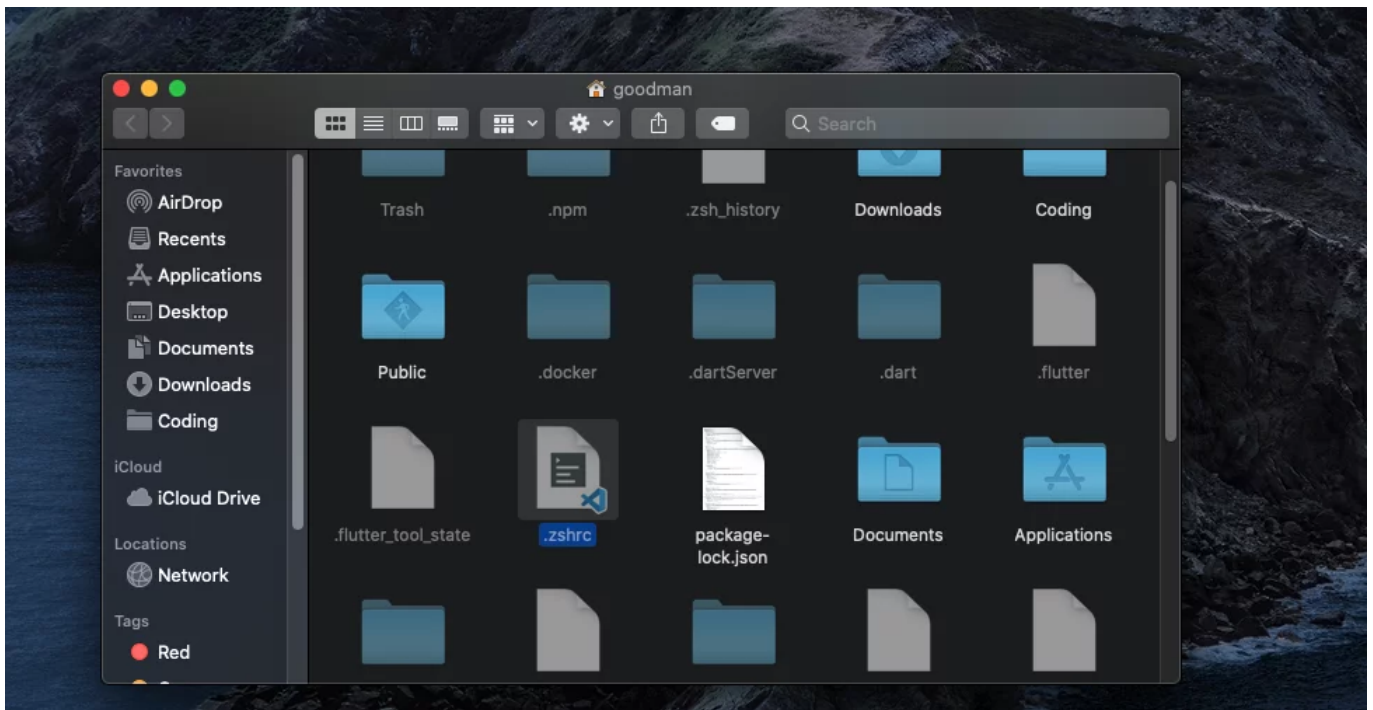 goodman
Search
Favorites
AirDrop
Recents
Applications
Desktop
Documents
Downloads
Coding
iCloud
iCloud Drive
Locations
Network
Tags
Red
Trash
.npm
.zsh_history
Downloads
Coding
Public
.docker
.dartServer
.dart
.flutter
.flutter_tool_state
.zshrc
package-
lock.json
Documents
Applications